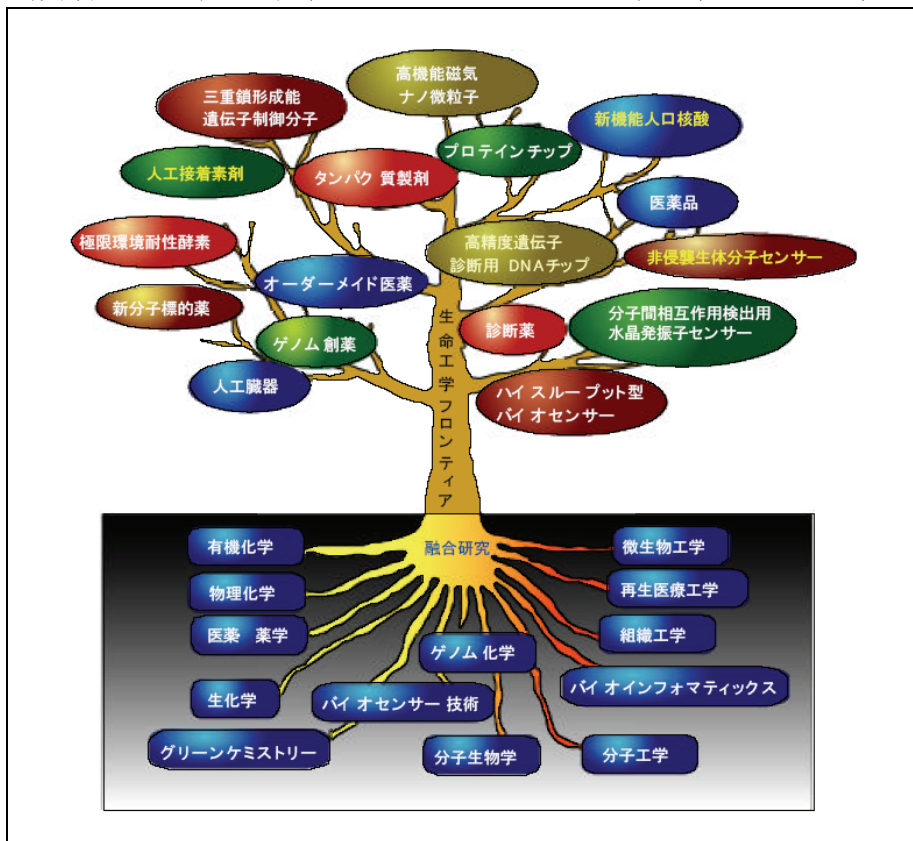 高機能磁気
ナノ微粒子
三重鎖形成能
遺伝子制御分子
新機能人口核酸
プロテインチップ
人工接着素剤
タンパク質製剤
医薬品
極限環境耐性酵素
高精度遺伝子
診断用 DNAチップ
非侵襲生体分子センサー
オーダーメイド医薬
新分子標的薬
分子間相互作用検出用
水晶発振子センサー
診断薬
ゲノム創薬
人工臓器
ハイスループット型
バイオセンサー
生命工学フロンティア
融合研究
有機化学
微生物工学
物理化学
再生医療工学
医薬・薬学
組織工学
ゲノム化学
生化学
バイオセンサー技術
バイオインフォマティックス
グリーンケミストリー
分子生物学
分子工学